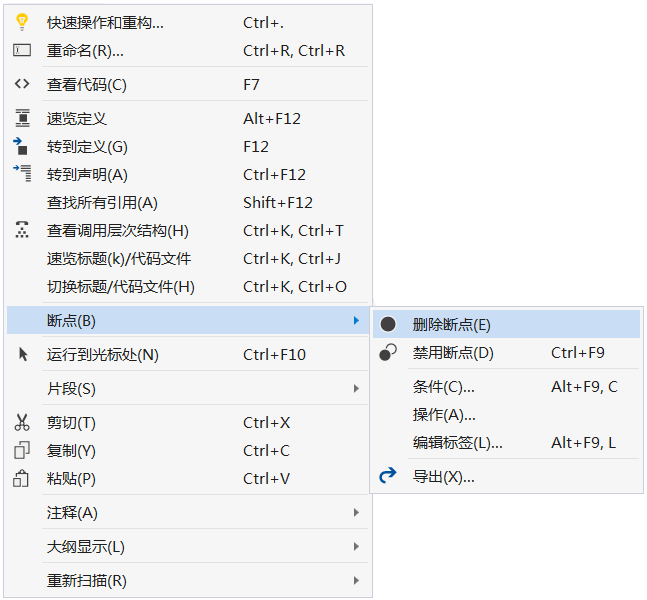 快速操作和重构... Ctrl+.
重命名(R)... Ctrl+R, Ctrl+R
查看代码(C) F7
速览定义 Alt+F12
转到定义(G) F12
转到声明(A) Ctrl+F12
查找所有引用(A) Shift+F12
查看调用层次结构(H) Ctrl+K, Ctrl+T
速览标题(k)/代码文件 Ctrl+K, Ctrl+J
切换标题/代码文件(H) Ctrl+K, Ctrl+O
断点(B)
运行到光标处(N) Ctrl+F10
片段(S)
剪切(T) Ctrl+X
复制(Y) Ctrl+C
粘贴(P) Ctrl+V
注释(A)
大纲显示(L)
重新扫描(R)
删除断点(E)
禁用断点(D) Ctrl+F9
条件(C)... Alt+F9, C
操作(A)...
编辑标签(L)... Alt+F9, L
导出(X)...